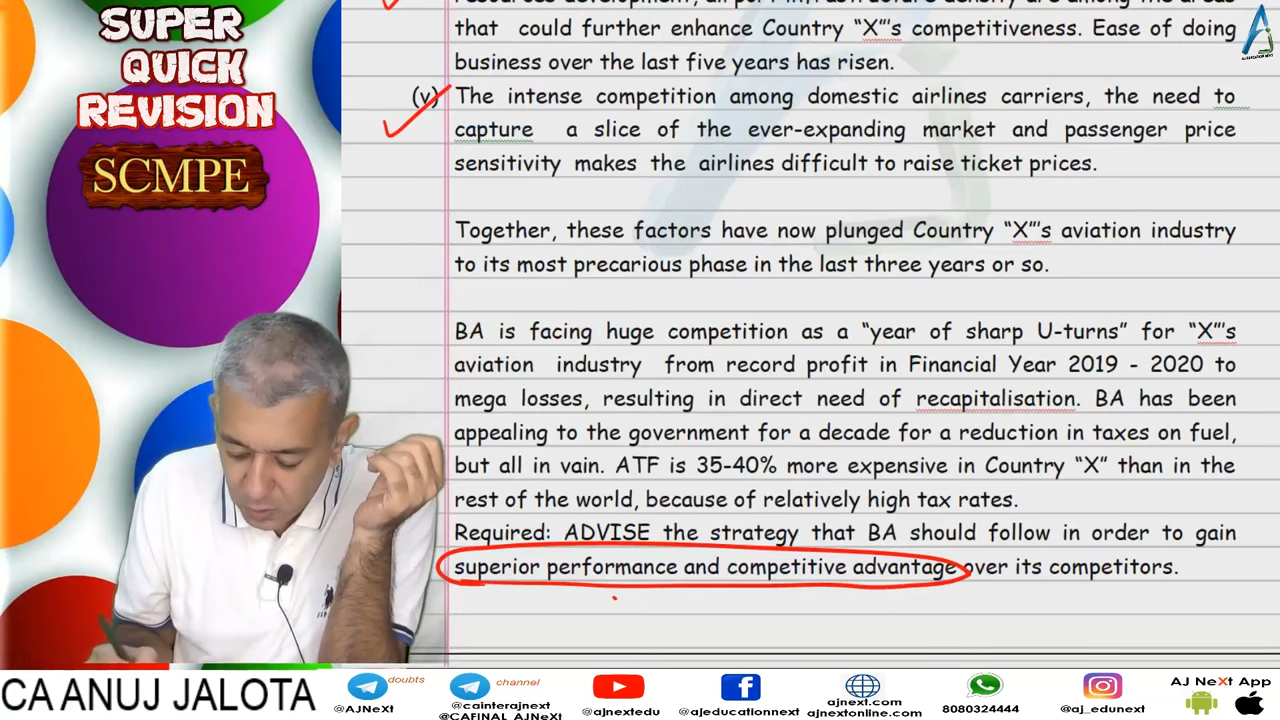 SUPER
QUICK
REVISION
SCMPE
that could further enhance Country “X”'s competitiveness. Ease of doing
business over the last five years has risen.
(v) The intense competition among domestic airlines carriers, the need to
capture a slice of the ever-expanding market and passenger price
sensitivity makes the airlines difficult to raise ticket prices.
Together, these factors have now plunged Country “X”'s aviation industry
to its most precarious phase in the last three years or so.
BA is facing huge competition as a “year of sharp U-turns” for “X”'s
aviation industry from record profit in Financial Year 2019 - 2020 to
mega losses, resulting in direct need of recapitalisation. BA has been
appealing to the government for a decade for a reduction in taxes on fuel,
but all in vain. ATF is 35-40% more expensive in Country “X” than in the
rest of the world, because of relatively high tax rates.
Required: ADVISE the strategy that BA should follow in order to gain
superior performance and competitive advantage over its competitors.
CA ANUJ JALOTA
doubts
@AJNeXt
channel
@cainterajnext
@CAFINAL_AJNeXt
@ajnextedu
@ajeducationnext
ajnext.com
ajnextonline.com
8080324444
@aj_edunext
AJ NeXt App